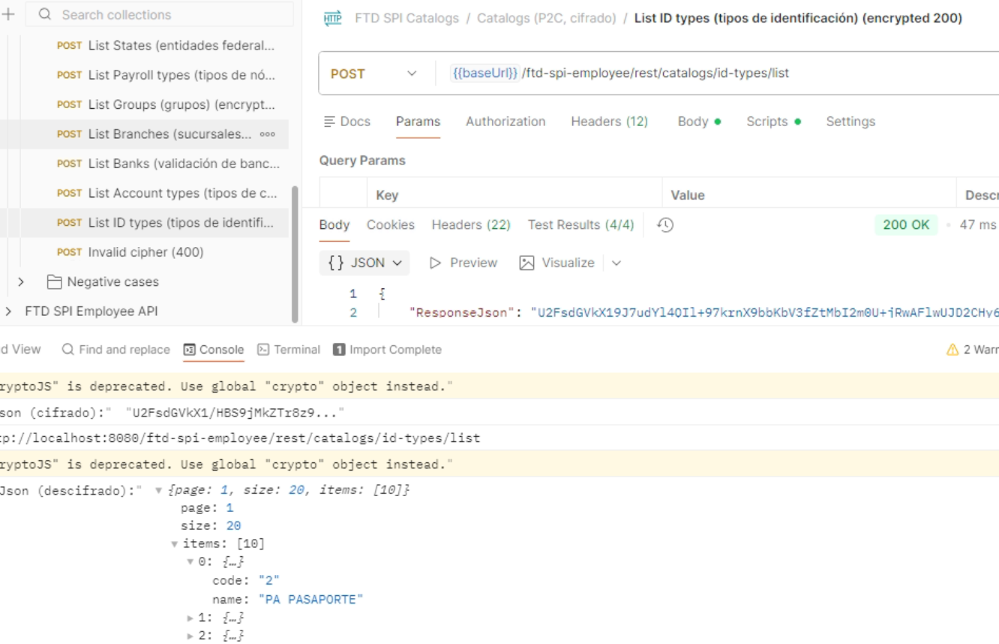 + Search collections
POST List States (entidades federal...
POST List Payroll types (tipos de nó...
POST List Groups (grupos) (encrypt...
POST List Branches (sucursales... ooo
POST List Banks (validación de banc...
POST List Account types (tipos de c...
POST List ID types (tipos de identifi...
POST Invalid cipher (400)
Negative cases
FTD SPI Employee API
HTTP FTD SPI Catalogs / Catalogs (P2C, cifrado) / List ID types (tipos de identificación) (encrypted 200)
POST {{baseUrl}} /ftd-spi-employee/rest/catalogs/id-types/list
Docs Params Authorization Headers (12) Body Scripts Settings
Query Params
Key Value Descr
Body Cookies Headers (22) Test Results (4/4) 200 OK 47 ms
{} JSON Preview Visualize
1 {
2 "ResponseJson": "U2FsdGVkX19J7udYl4QIl+97krnX9bbKbV3fZtMbI2m0U+jRwAFlwUJD2CHy6
d View Find and replace Console Terminal 1 Import Complete 2 Warn
ryptoJS" is deprecated. Use global "crypto" object instead."
son (cifrado):" "U2FsdGVkX1/HBS9jMkZTr8z9..."
tp://localhost:8080/ftd-spi-employee/rest/catalogs/id-types/list
ryptoJS" is deprecated. Use global "crypto" object instead."
Json (descifrado):" {page: 1, size: 20, items: [10]}
page: 1
size: 20
items: [10]
0: {…}
code: "2"
name: "PA PASAPORTE"
1: {…}
2: {…}